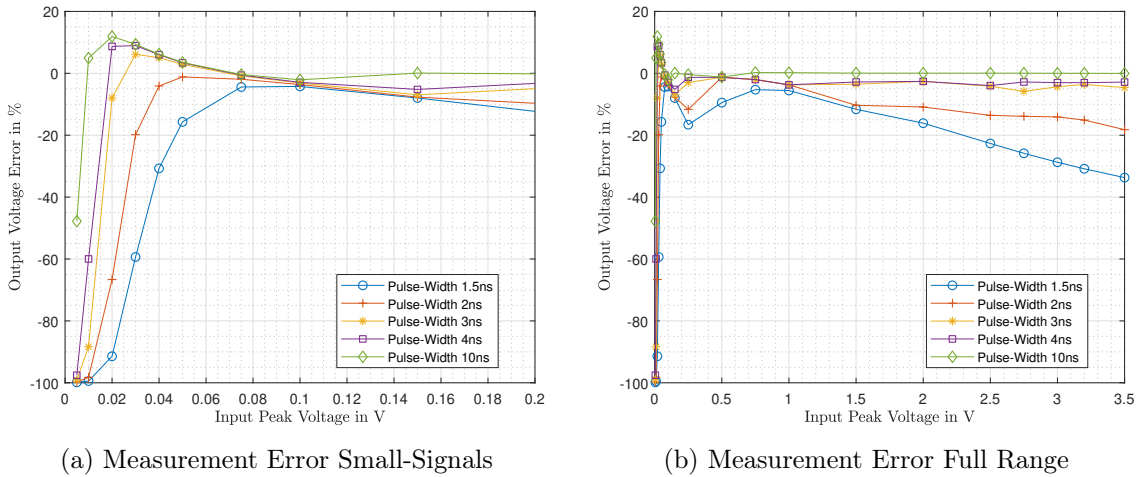 20
10
0
-20
-40
-60
-80
-100
Output Voltage Error in %
0 0.02 0.04 0.06 0.08 0.1 0.12 0.14 0.16 0.18 0.2
Input Peak Voltage in V
Pulse-Width 1.5ns
Pulse-Width 2ns
Pulse-Width 3ns
Pulse-Width 4ns
Pulse-Width 10ns
(a) Measurement Error Small-Signals
20
0
-20
-40
-60
-80
-100
Output Voltage Error in %
0 0.5 1 1.5 2 2.5 3 3.5
Input Peak Voltage in V
Pulse-Width 1.5ns
Pulse-Width 2ns
Pulse-Width 3ns
Pulse-Width 4ns
Pulse-Width 10ns
(b) Measurement Error Full Range